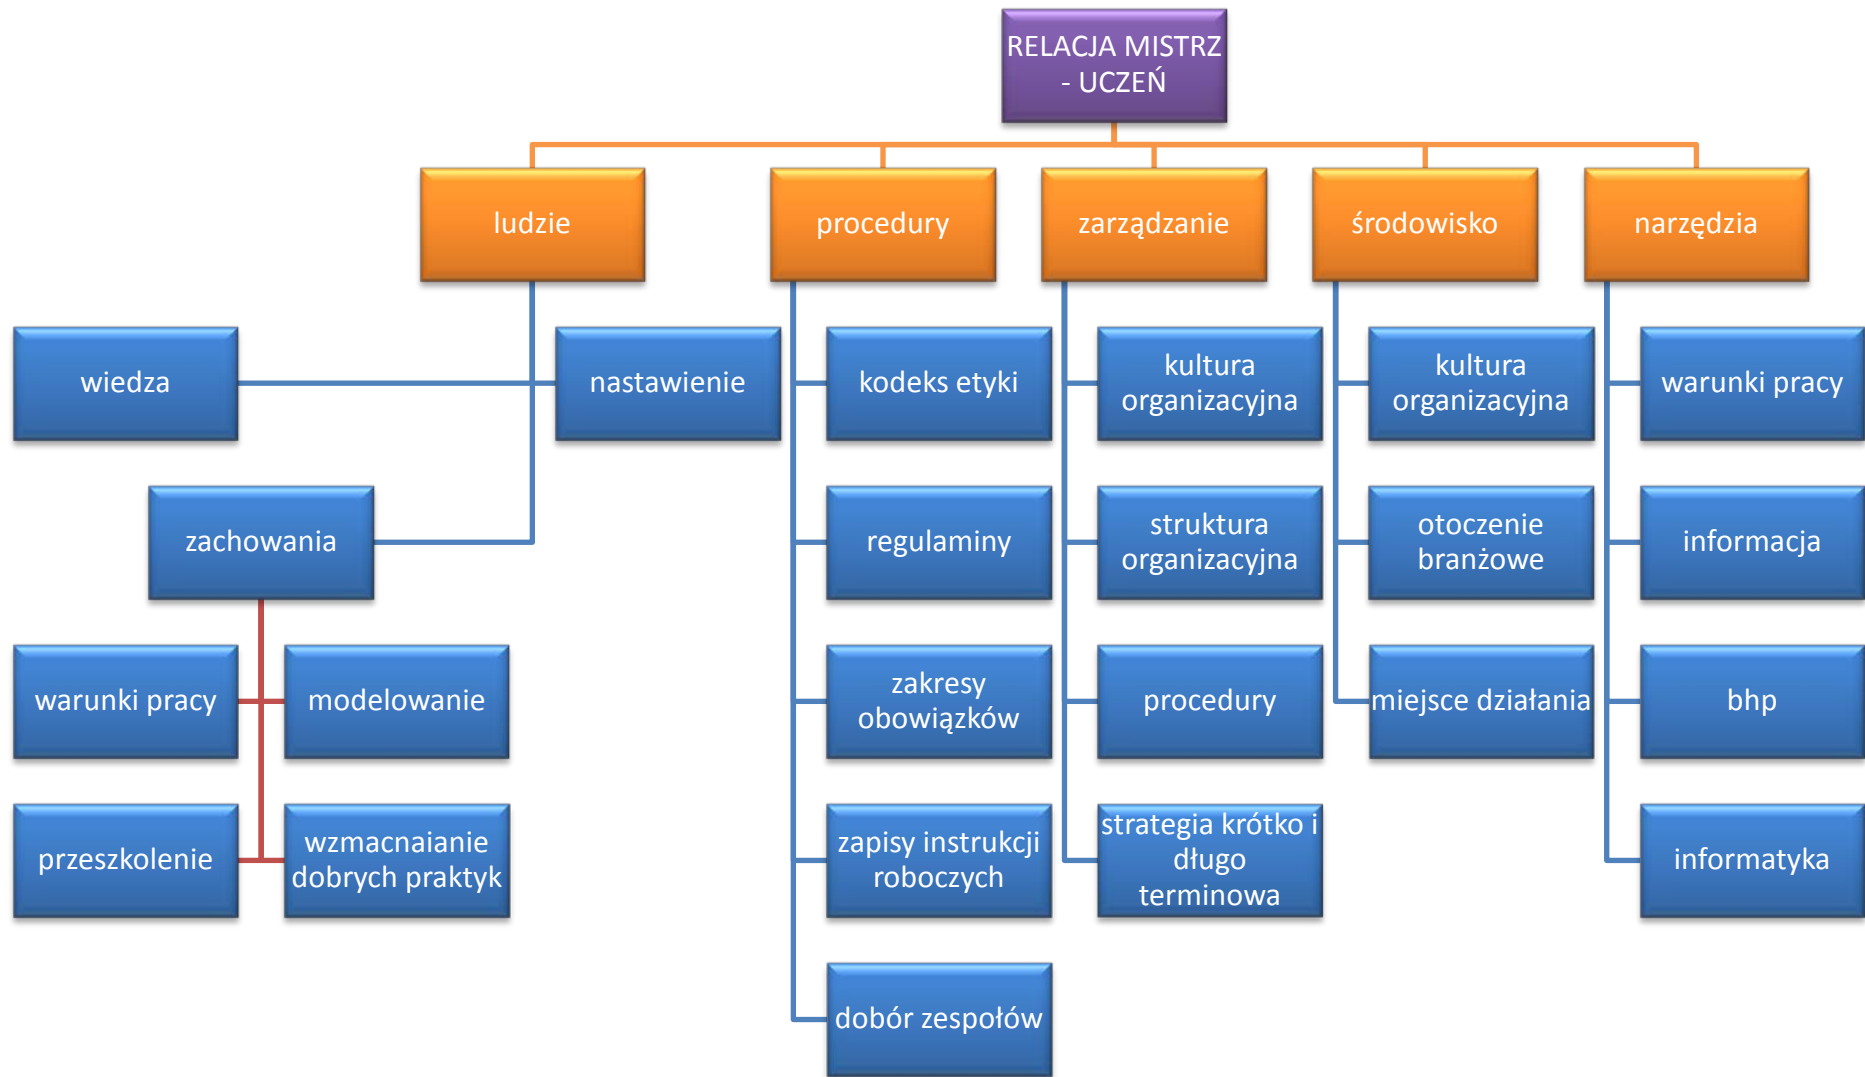 RELACJA MISTRZ
- UCZEŃ
ludzie
procedury
zarządzanie
środowisko
narzędzia
wiedza
nastawienie
kodeks etyki
kultura
organizacyjna
kultura
organizacyjna
warunki pracy
zachowania
regulaminy
struktura
organizacyjna
otoczenie
branżowe
informacja
warunki pracy
modelowanie
zakresy
obowiązków
procedury
miejsce działania
bhp
przeszkolenie
wzmacnaianie
dobrych praktyk
zapisy instrukcji
roboczych
strategia krótko i
długo
terminowa
informatyka
dobór zespołów